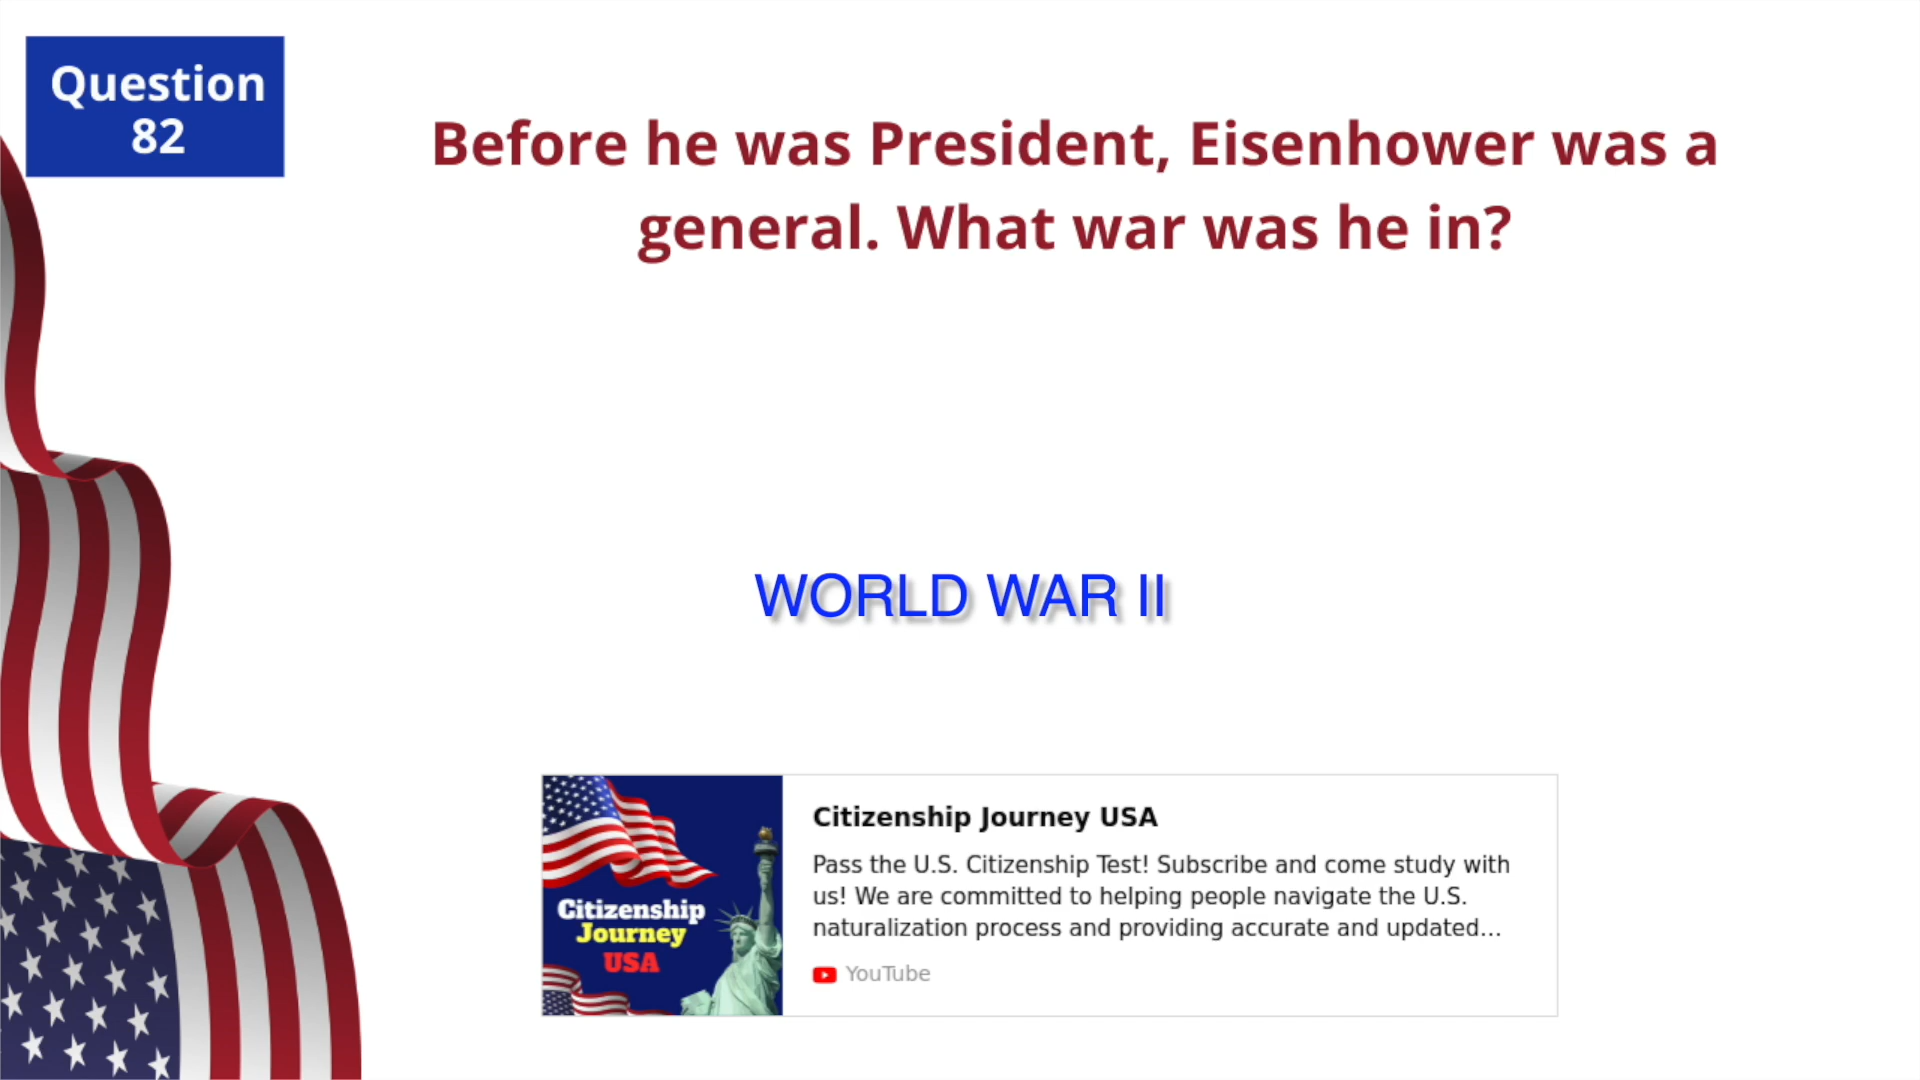 Question
82
Before he was President, Eisenhower was a
general. What war was he in?
WORLD WAR II
Citizenship
Journey
USA
Citizenship Journey USA
Pass the U.S. Citizenship Test! Subscribe and come study with
us! We are committed to helping people navigate the U.S.
naturalization process and providing accurate and updated...
YouTube